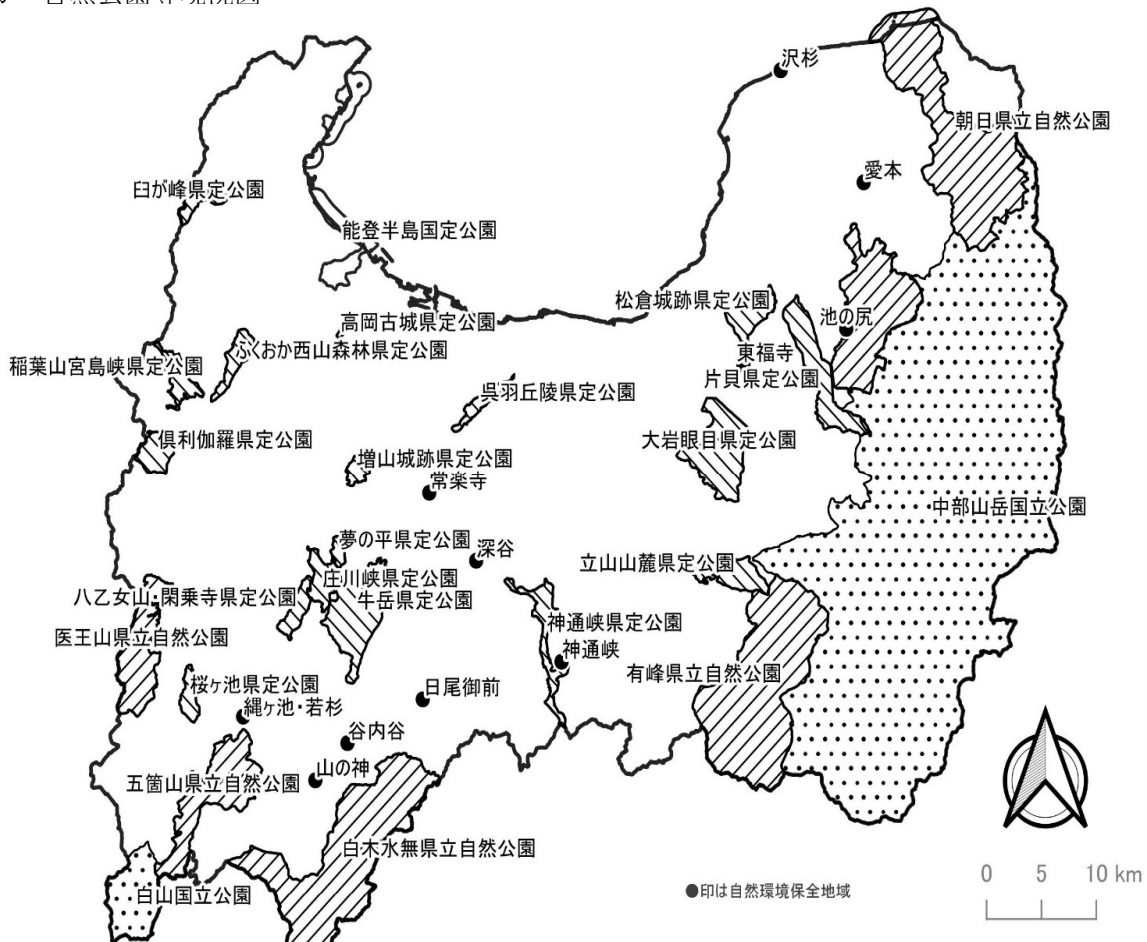 沢杉
朝日県立自然公園
愛本
臼が峰県定公園
能登半島国定公園
松倉城跡県定公園
高岡古城県定公園
池の尻
ふくおか西山森林県定公園
東福寺
稲葉山宮島峡県定公園
片貝県定公園
呉羽丘陵県定公園
倶利伽羅県定公園
大岩眼目県定公園
増山城跡県定公園
常楽寺
中部山岳国立公園
夢の平県定公園
深谷
立山山麓県定公園
庄川峡県定公園
八乙女山・閑乗寺県定公園
牛岳県定公園
神通峡県定公園
医王山県立自然公園
神通峡
有峰県立自然公園
桜ヶ池県定公園
日尾御前
縄ヶ池・若杉
谷内谷
五箇山県立自然公園
山の神
白木水無県立自然公園
白山国立公園
●印は自然環境保全地域
0 5 10 km